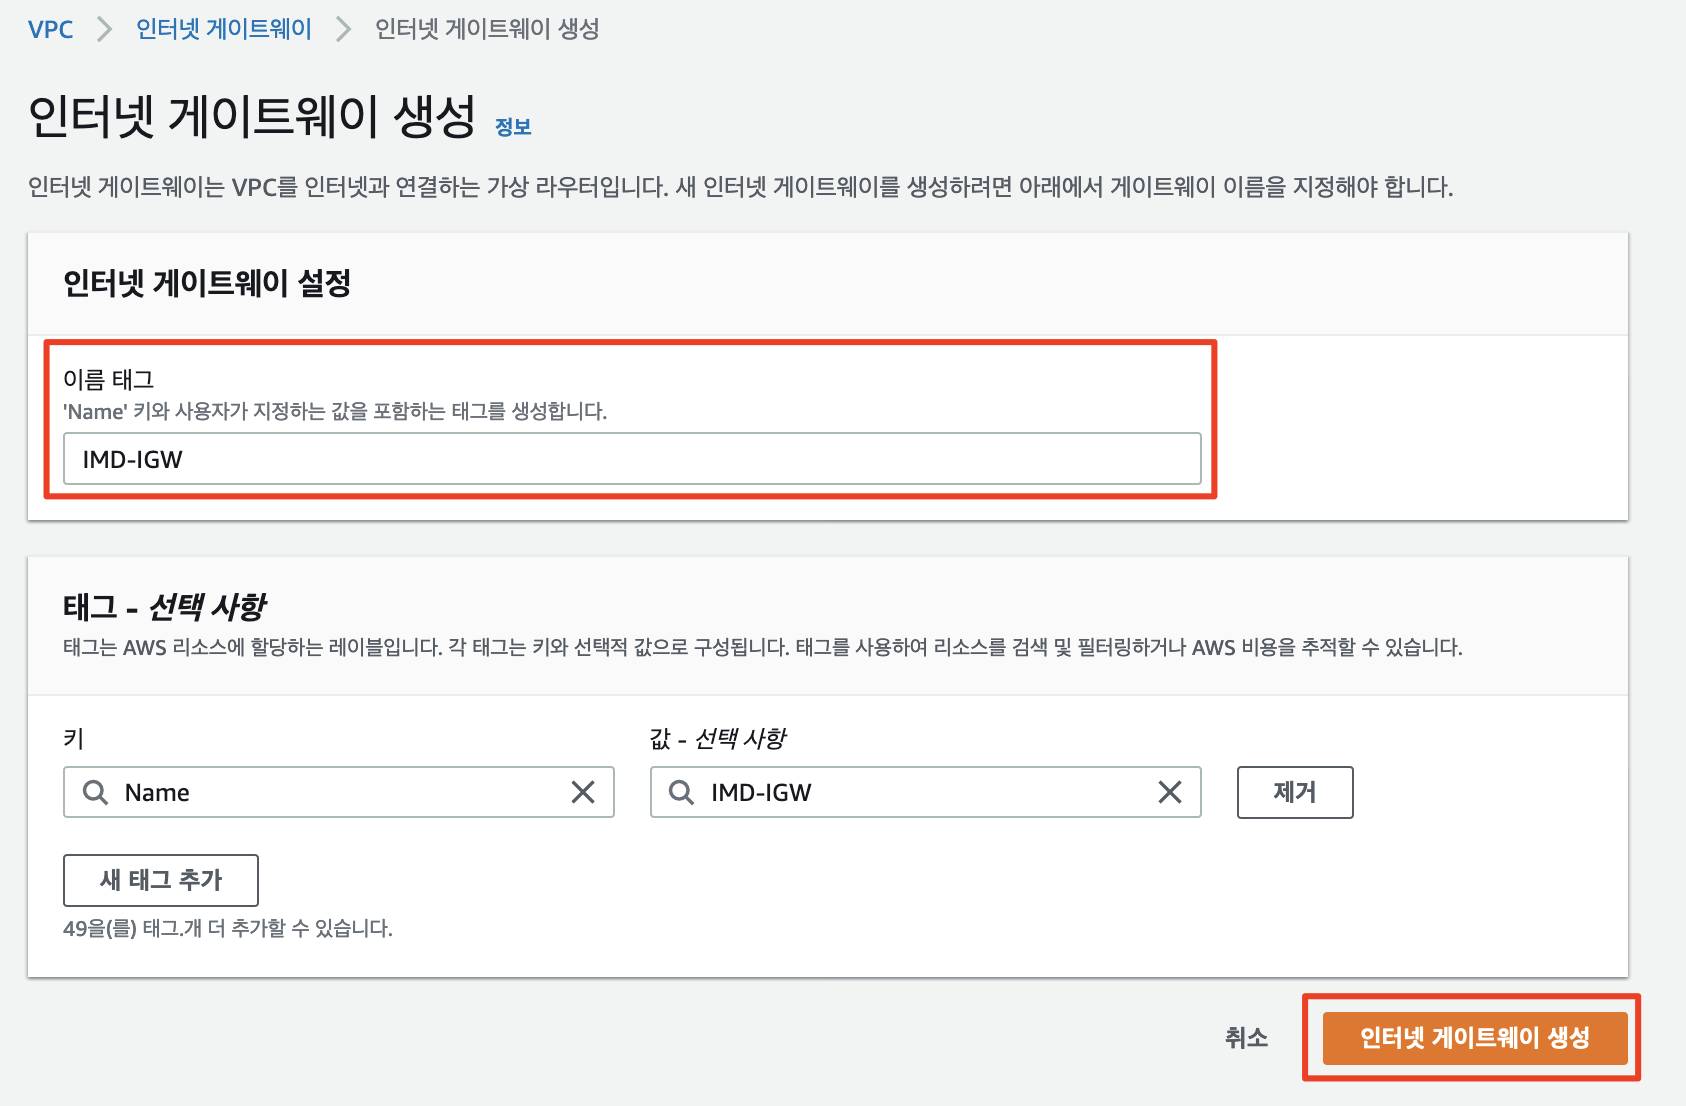 VPC > 인터넷 게이트웨이 > 인터넷 게이트웨이 생성
인터넷 게이트웨이 생성 정보
인터넷 게이트웨이는 VPC를 인터넷과 연결하는 가상 라우터입니다. 새 인터넷 게이트웨이를 생성하려면 아래에서 게이트웨이 이름을 지정해야 합니다.
인터넷 게이트웨이 설정
이름 태그
'Name' 키와 사용자가 지정하는 값을 포함하는 태그를 생성합니다.
IMD-IGW
태그 - 선택 사항
태그는 AWS 리소스에 할당하는 레이블입니다. 각 태그는 키와 선택적 값으로 구성됩니다. 태그를 사용하여 리소스를 검색 및 필터링하거나 AWS 비용을 추적할 수 있습니다.
키 값 - 선택 사항
Name IMD-IGW 제거
새 태그 추가
49을(를) 태그.개 더 추가할 수 있습니다.
취소 인터넷 게이트웨이 생성